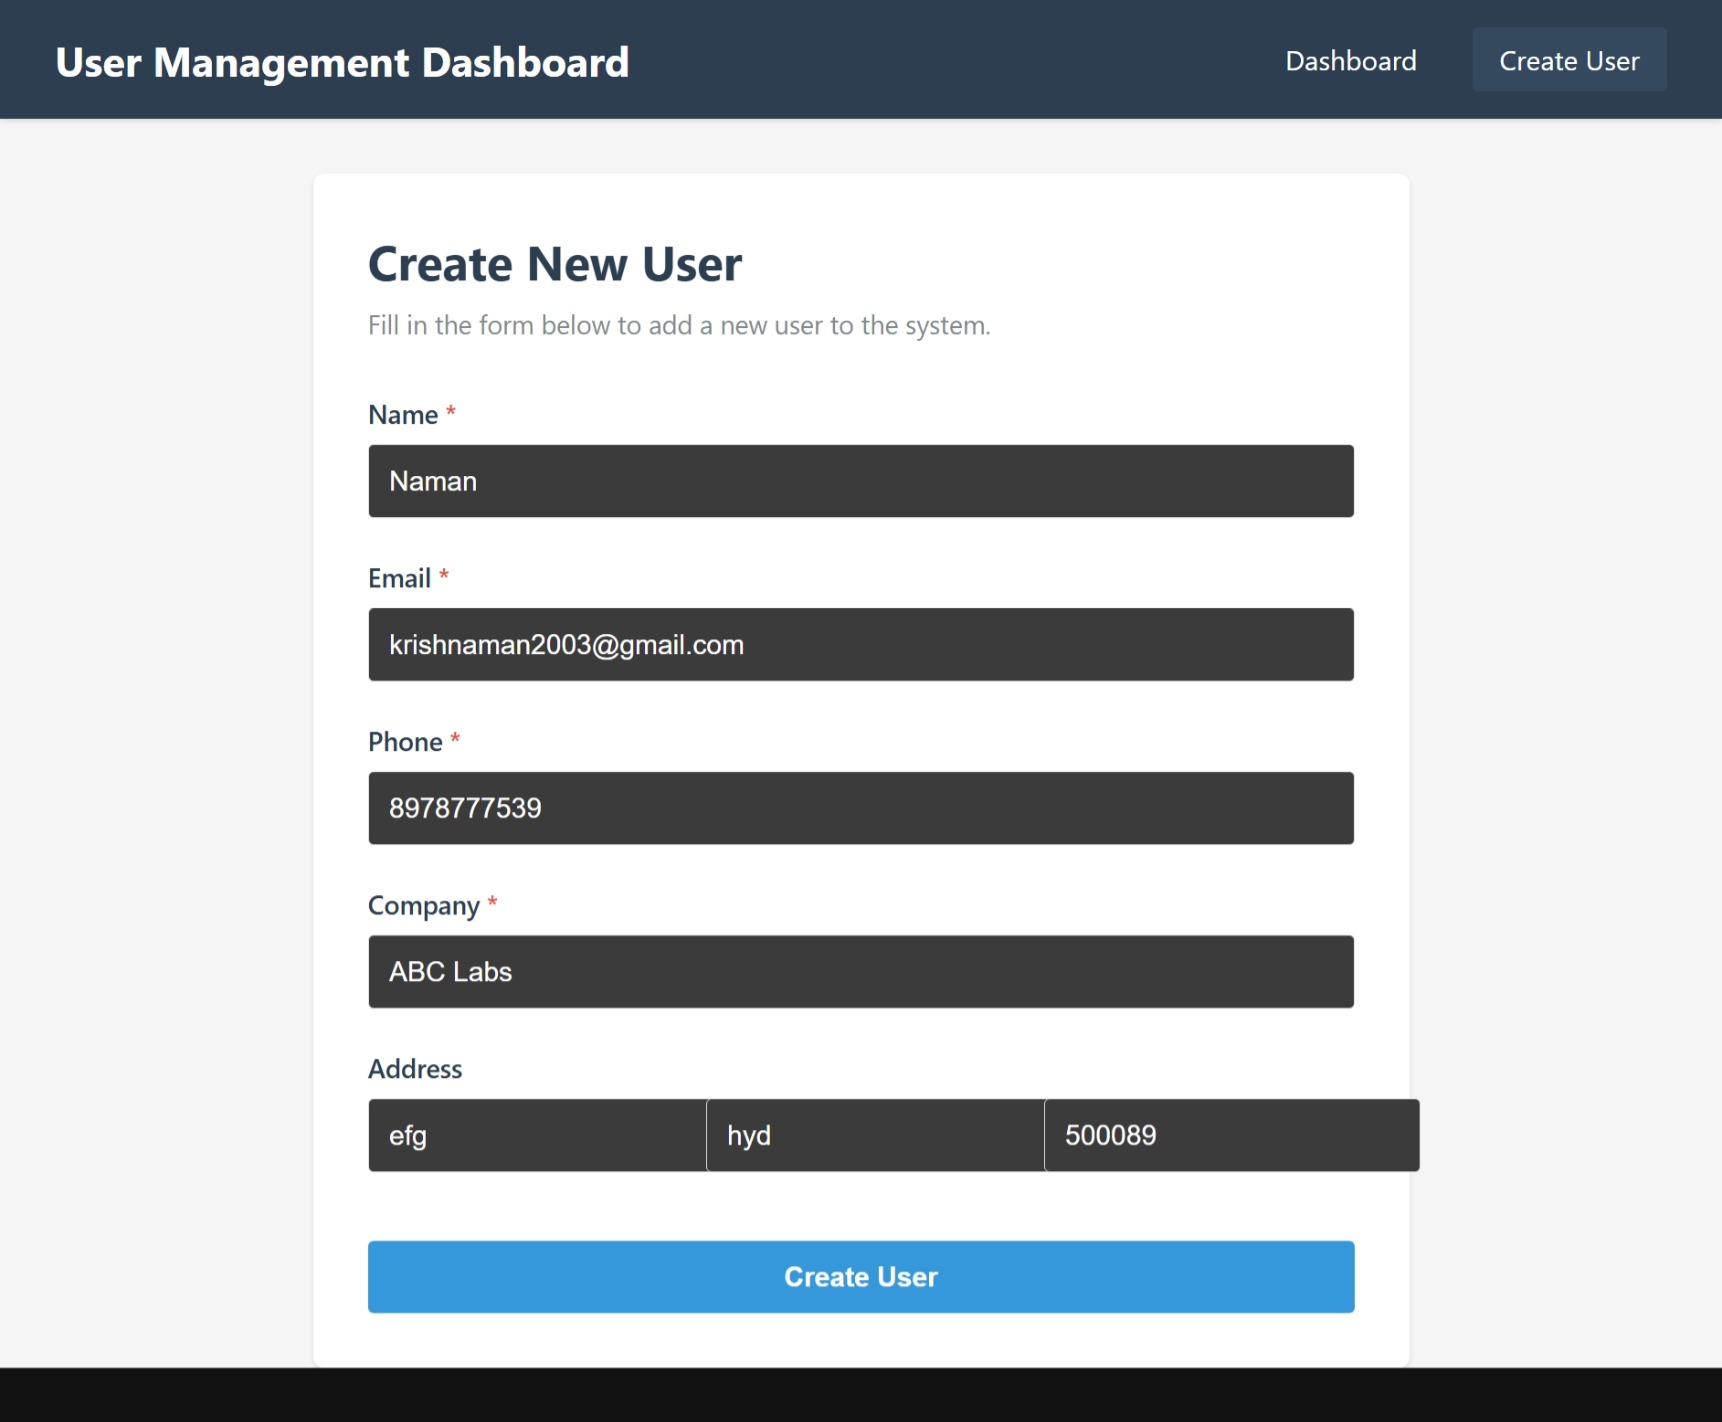 User Management Dashboard
Dashboard
Create User
Create New User
Fill in the form below to add a new user to the system.
Name *
Naman
Email *
krishnaman2003@gmail.com
Phone *
8978777539
Company *
ABC Labs
Address
efg
hyd
500089
Create User